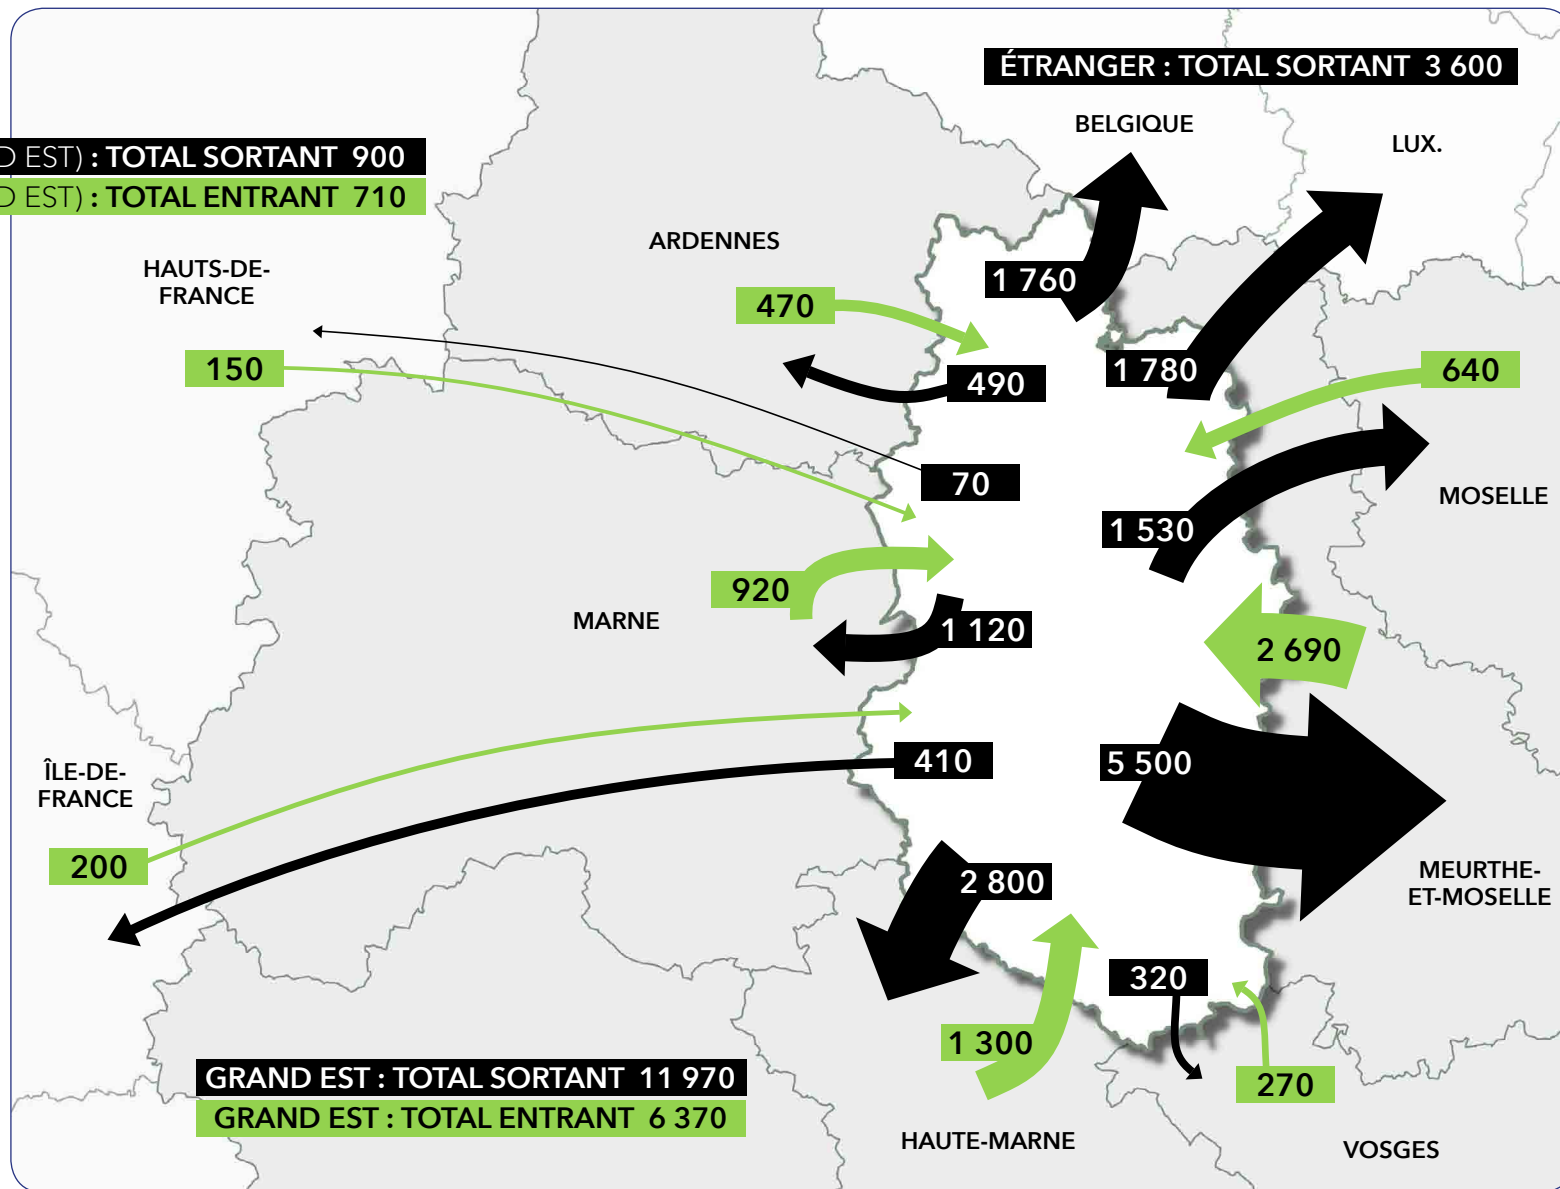 ÉTRANGER : TOTAL SORTANT 3 600
BELGIQUE
LUX.
D EST) : TOTAL SORTANT 900
D EST) : TOTAL ENTRANT 710
ARDENNES
HAUTS-DE-
FRANCE
1 760
470
150
490
1 780
640
70
MOSELLE
1 530
920
MARNE
1 120
2 690
410
5 500
ÎLE-DE-
FRANCE
200
2 800
MEURTHE-
ET-MOSELLE
320
1 300
270
GRAND EST : TOTAL SORTANT 11 970
GRAND EST : TOTAL ENTRANT 6 370
HAUTE-MARNE
VOSGES